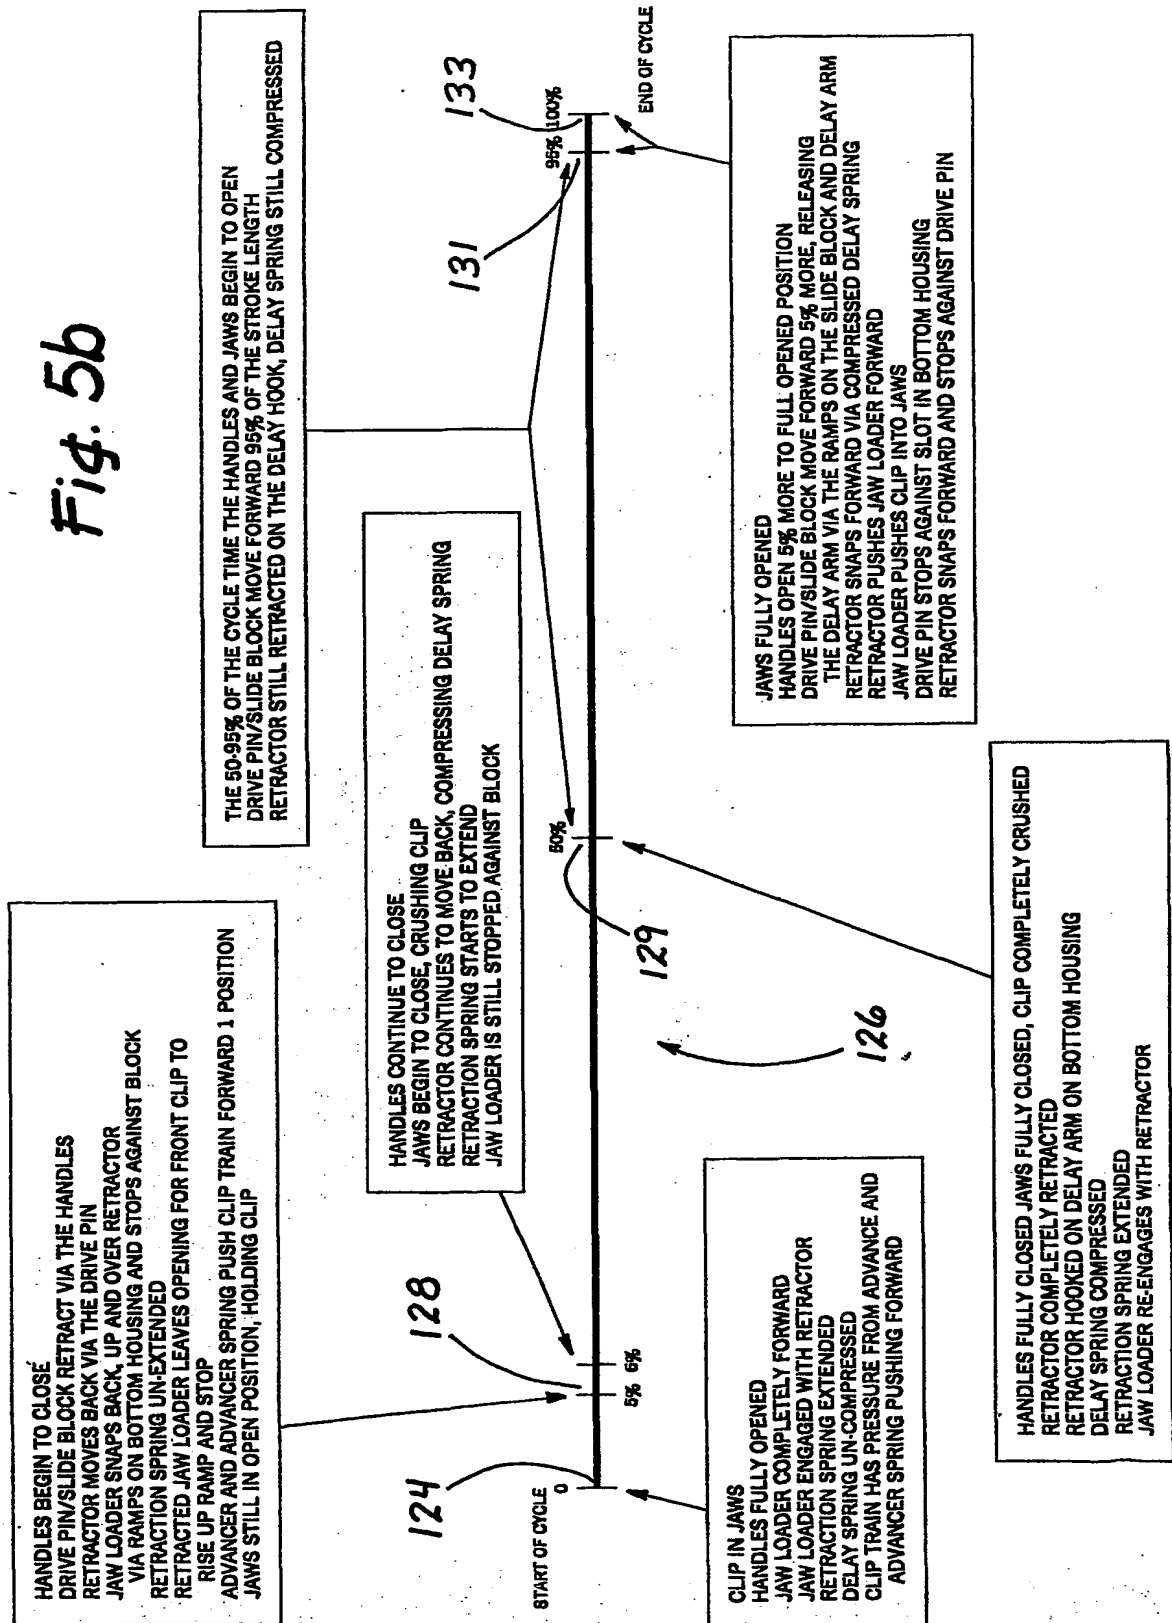 Fig. 5b
HANDLES BEGIN TO CLOSE
DRIVE PIN/SLIDE BLOCK RETRACT VIA THE HANDLES
RETRACTOR MOVES BACK VIA THE DRIVE PIN
JAW LOADER SNAPS BACK, UP AND OVER RETRACTOR
VIA RAMPS ON BOTTOM HOUSING AND STOPS AGAINST BLOCK
RETRACTION SPRING UN-EXTENDED
RETRACTED JAW LOADER LEAVES OPENING FOR FRONT CLIP TO
RISE UP RAMP AND STOP
ADVANCER AND ADVANCER SPRING PUSH CLIP TRAIN FORWARD 1 POSITION
JAWS STILL IN OPEN POSITION, HOLDING CLIP
THE 50-95% OF THE CYCLE TIME THE HANDLES AND JAWS BEGIN TO OPEN
DRIVE PIN/SLIDE BLOCK MOVE FORWARD 95% OF THE STROKE LENGTH
RETRACTOR STILL RETRACTED ON THE DELAY HOOK, DELAY SPRING STILL COMPRESSED
HANDLES CONTINUE TO CLOSE
JAWS BEGIN TO CLOSE, CRUSHING CLIP
RETRACTOR CONTINUES TO MOVE BACK, COMPRESSING DELAY SPRING
RETRACTION SPRING STARTS TO EXTEND
JAW LOADER IS STILL STOPPED AGAINST BLOCK
124
128
131
133
START OF CYCLE
0
5%
6%
50%
95%
100%
END OF CYCLE
129
126
CLIP IN JAWS
HANDLES FULLY OPENED
JAW LOADER COMPLETELY FORWARD
JAW LOADER ENGAGED WITH RETRACTOR
RETRACTION SPRING EXTENDED
DELAY SPRING UN-COMPRESSED
CLIP TRAIN HAS PRESSURE FROM ADVANCE AND
ADVANCER SPRING PUSHING FORWARD
JAWS FULLY OPENED
HANDLES OPEN 5% MORE TO FULL OPENED POSITION
DRIVE PIN/SLIDE BLOCK MOVE FORWARD 5% MORE, RELEASING
THE DELAY ARM VIA THE RAMPS ON THE SLIDE BLOCK AND DELAY ARM
RETRACTOR SNAPS FORWARD VIA COMPRESSED DELAY SPRING
RETRACTOR PUSHES JAW LOADER FORWARD
JAW LOADER PUSHES CLIP INTO JAWS
DRIVE PIN STOPS AGAINST SLOT IN BOTTOM HOUSING
RETRACTOR SNAPS FORWARD AND STOPS AGAINST DRIVE PIN
HANDLES FULLY CLOSED JAWS FULLY CLOSED, CLIP COMPLETELY CRUSHED
RETRACTOR COMPLETELY RETRACTED
RETRACTOR HOOKED ON DELAY ARM ON BOTTOM HOUSING
DELAY SPRING COMPRESSED
RETRACTION SPRING EXTENDED
JAW LOADER RE-ENGAGES WITH RETRACTOR